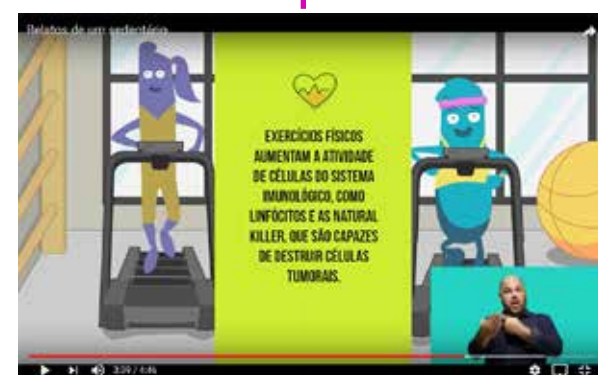 Relatos de um sedentário
EXERCÍCIOS FÍSICOS
AUMENTAM A ATIVIDADE
DE CÉLULAS DO SISTEMA
IMUNOLÓGICO, COMO
LINFÓCITOS E AS NATURAL
KILLER, QUE SÃO CAPAZES
DE DESTRUIR CÉLULAS
TUMORAIS.
3:09 / 4:46